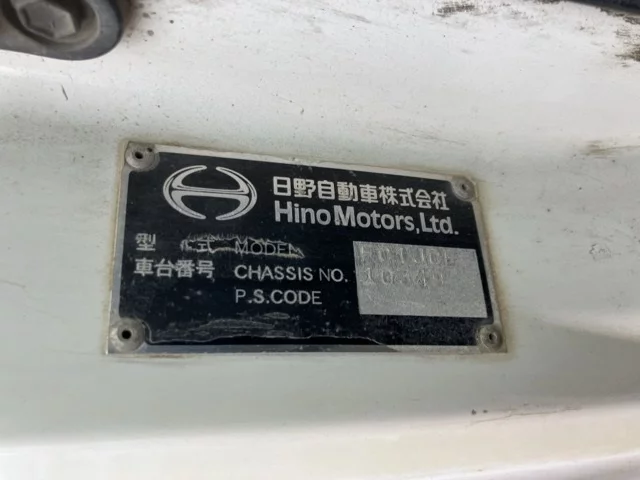 日野自動車株式会社
Hino Motors, Ltd.
型 式 MODEL
車台番号 CHASSIS NO.
P.S.CODE